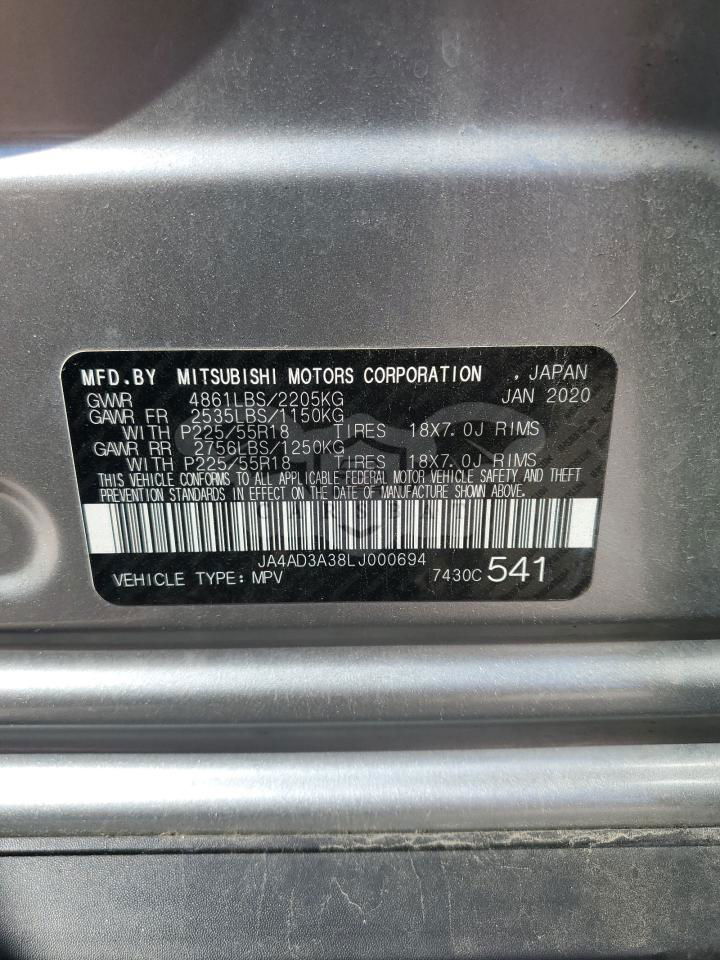 MFD.BY MITSUBISHI MOTORS CORPORATION , JAPAN
GVWR 4861LBS/2205KG JAN 2020
GAWR FR 2535LBS/1150KG
WITH P225/55R18 TIRES 18X7.0J RIMS
GAWR RR 2756LBS/1250KG
WITH P225/55R18 TIRES 18X7.0J RIMS
THIS VEHICLE CONFORMS TO ALL APPLICABLE FEDERAL MOTOR VEHICLE SAFETY AND THEFT
PREVENTION STANDARDS IN EFFECT ON THE DATE OF MANUFACTURE SHOWN ABOVE.
JA4AD3A38LJ000694
VEHICLE TYPE: MPV 7430C 541